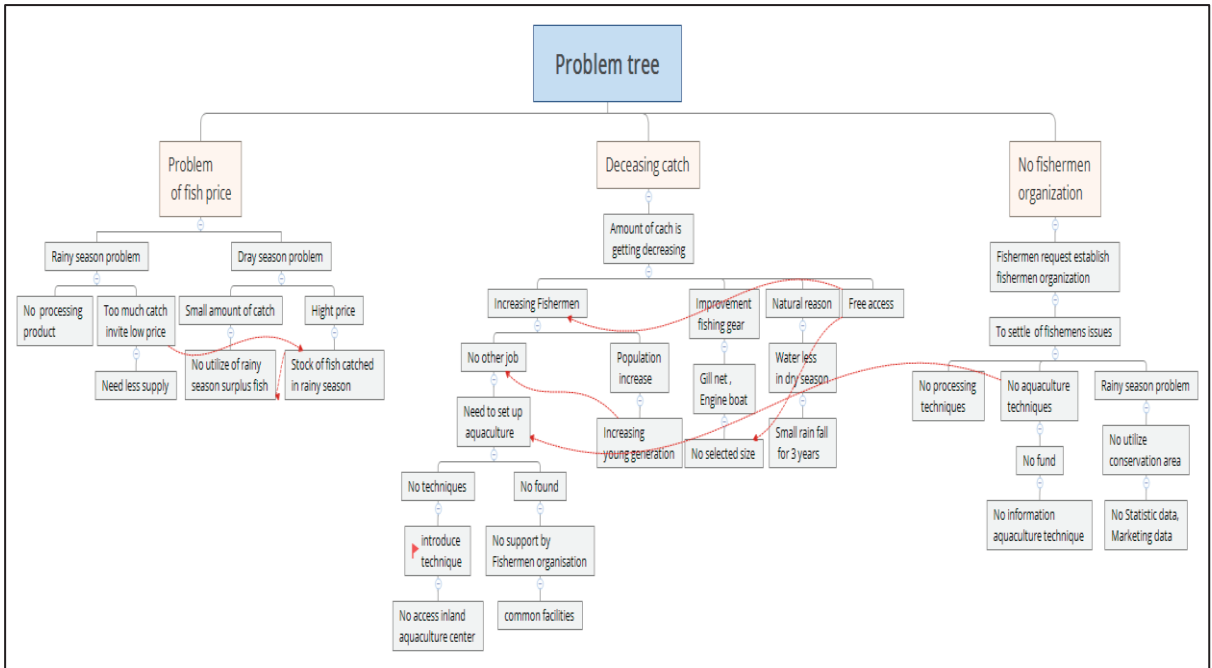 Problem tree
Problem
of fish price
Deceasing catch
No fishermen
organization
Rainy season problem
Dray season problem
Amount of cach is
getting decreasing
Fishermen request establish
fishermen organization
No processing
product
Too much catch
invite low price
Small amount of catch
Hight price
Increasing Fishermen
Improvement
fishing gear
Natural reason
Free access
To settle of fishemens issues
Need less supply
No utilize of rainy
season surplus fish
Stock of fish catched
in rainy season
No other job
Population
increase
Gill net ,
Engine boat
Water less
in dry season
No processing
techniques
No aquaculture
techniques
Rainy season problem
Need to set up
aquaculture
Increasing
young generation
No selected size
Small rain fall
for 3 years
No fund
No utilize
conservation area
No techniques
No found
No information
aquaculture technique
No Statistic data,
Marketing data
introduce
technique
No support by
Fishermen organisation
No access inland
aquaculture center
common facilities